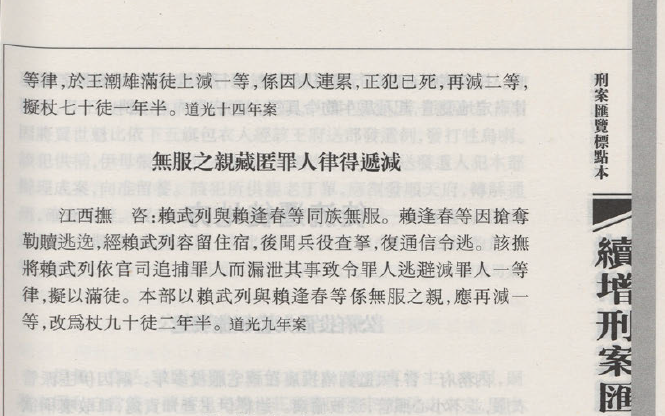 等律，於王潮雄滿徒上減一等，係因人連累，正犯已死，再減二等，
擬杖七十徒一年半。道光十四年案
無服之親藏匿罪人律得遞減
江西撫　咨：賴武列與賴逢春等同族無服。賴逢春等因搶奪
勒贖逃逸，經賴武列容留住宿，後聞兵役查拏，復通信令逃。該撫
將賴武列依官司追捕罪人而漏泄其事致令罪人逃避減罪人一等
律，擬以滿徒。本部以賴武列與賴逢春等係無服之親，應再減一
等，改爲杖九十徒二年半。道光九年案
刑案匯覽標點本
續增刑案匯